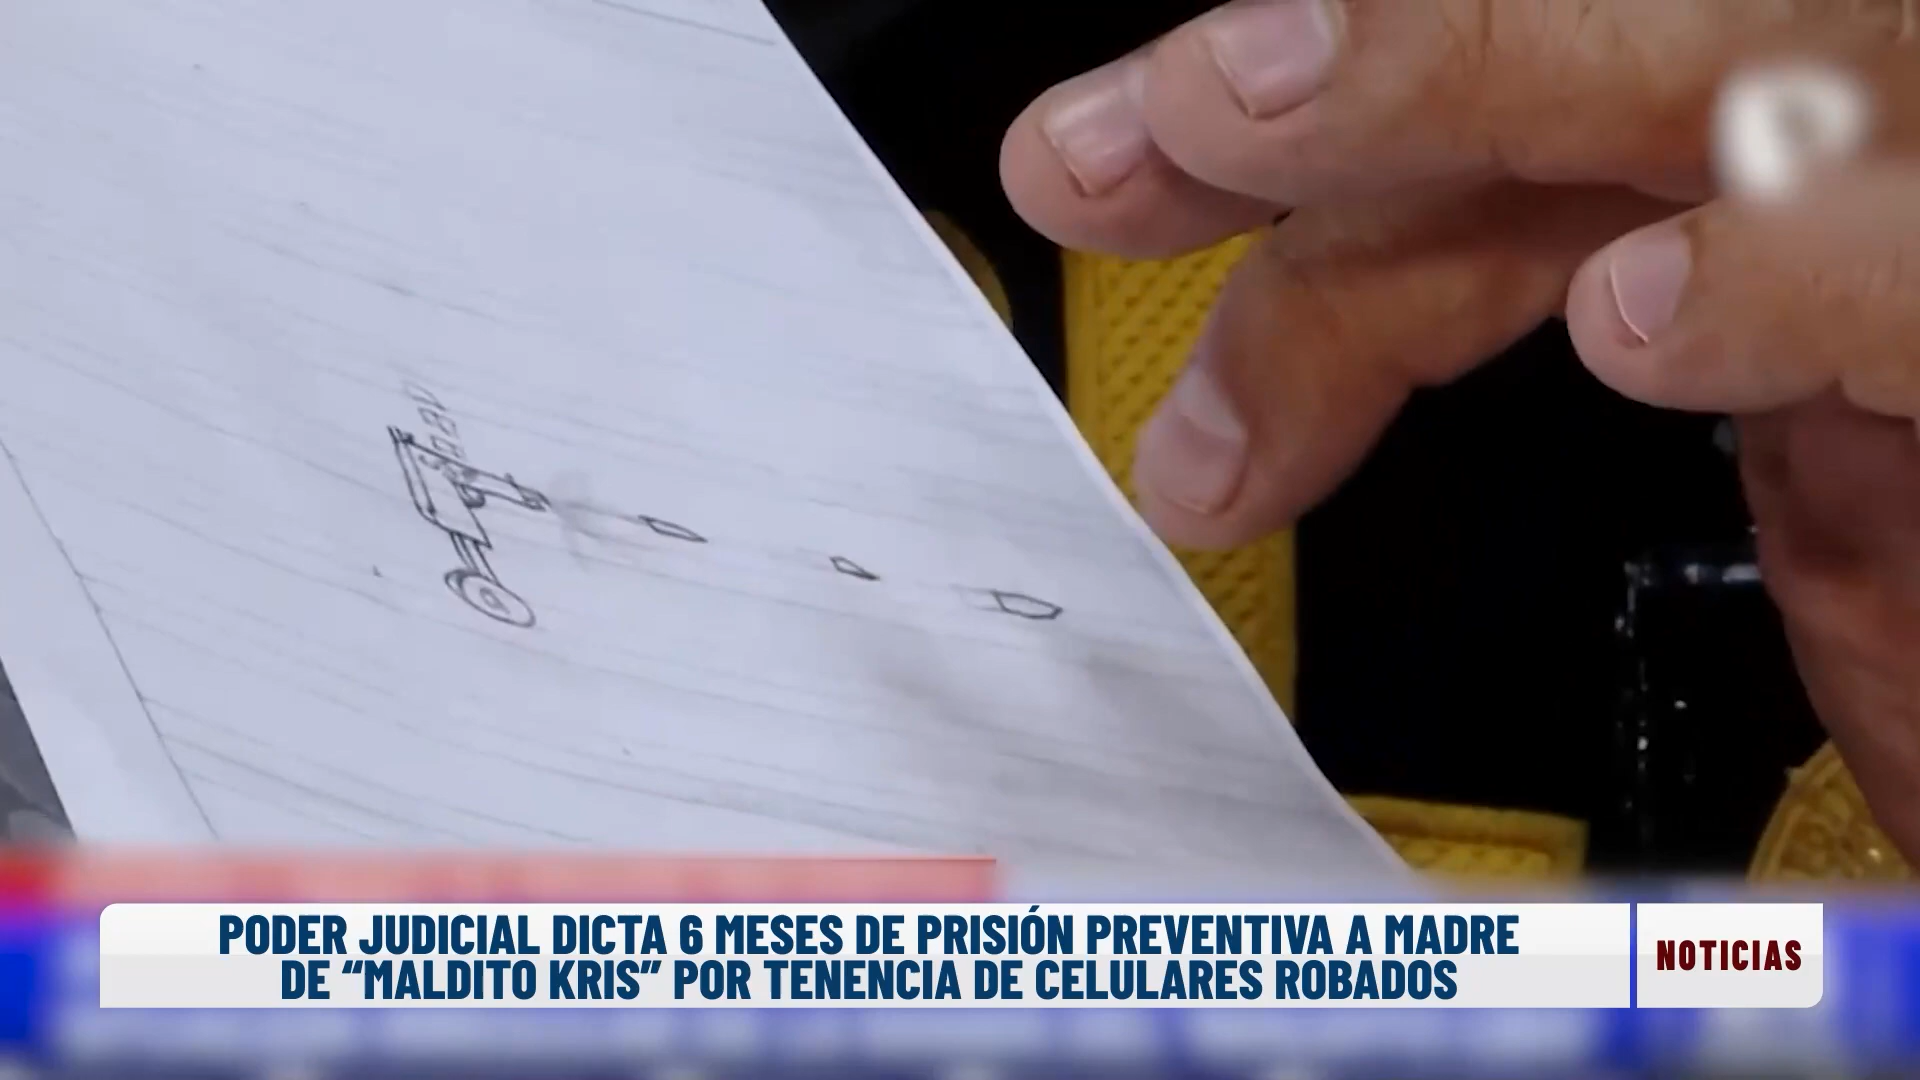 PODER JUDICIAL DICTA 6 MESES DE PRISIÓN PREVENTIVA A MADRE
DE “MALDITO KRIS” POR TENENCIA DE CELULARES ROBADOS
NOTICIAS